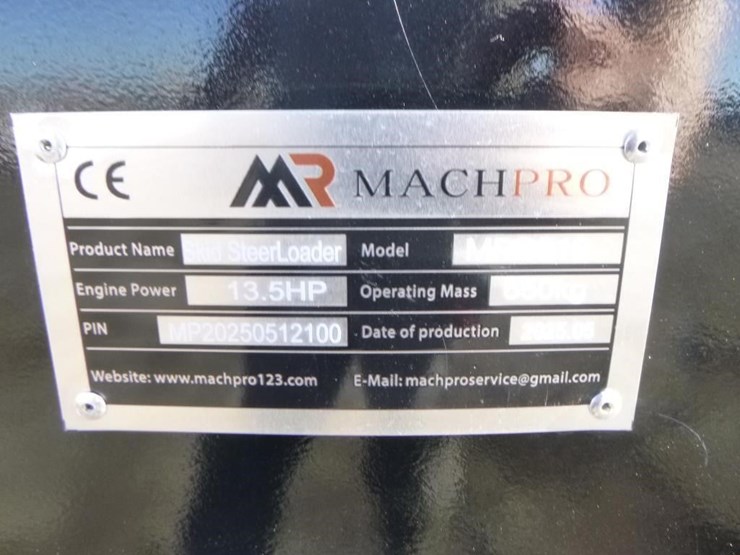 CE MR MACHPRO
Product Name Skid SteerLoader Model
Engine Power 13.5HP Operating Mass
PIN MP20250512100 Date of production
Website: www.machpro123.com E-Mail: machproservice@gmail.com